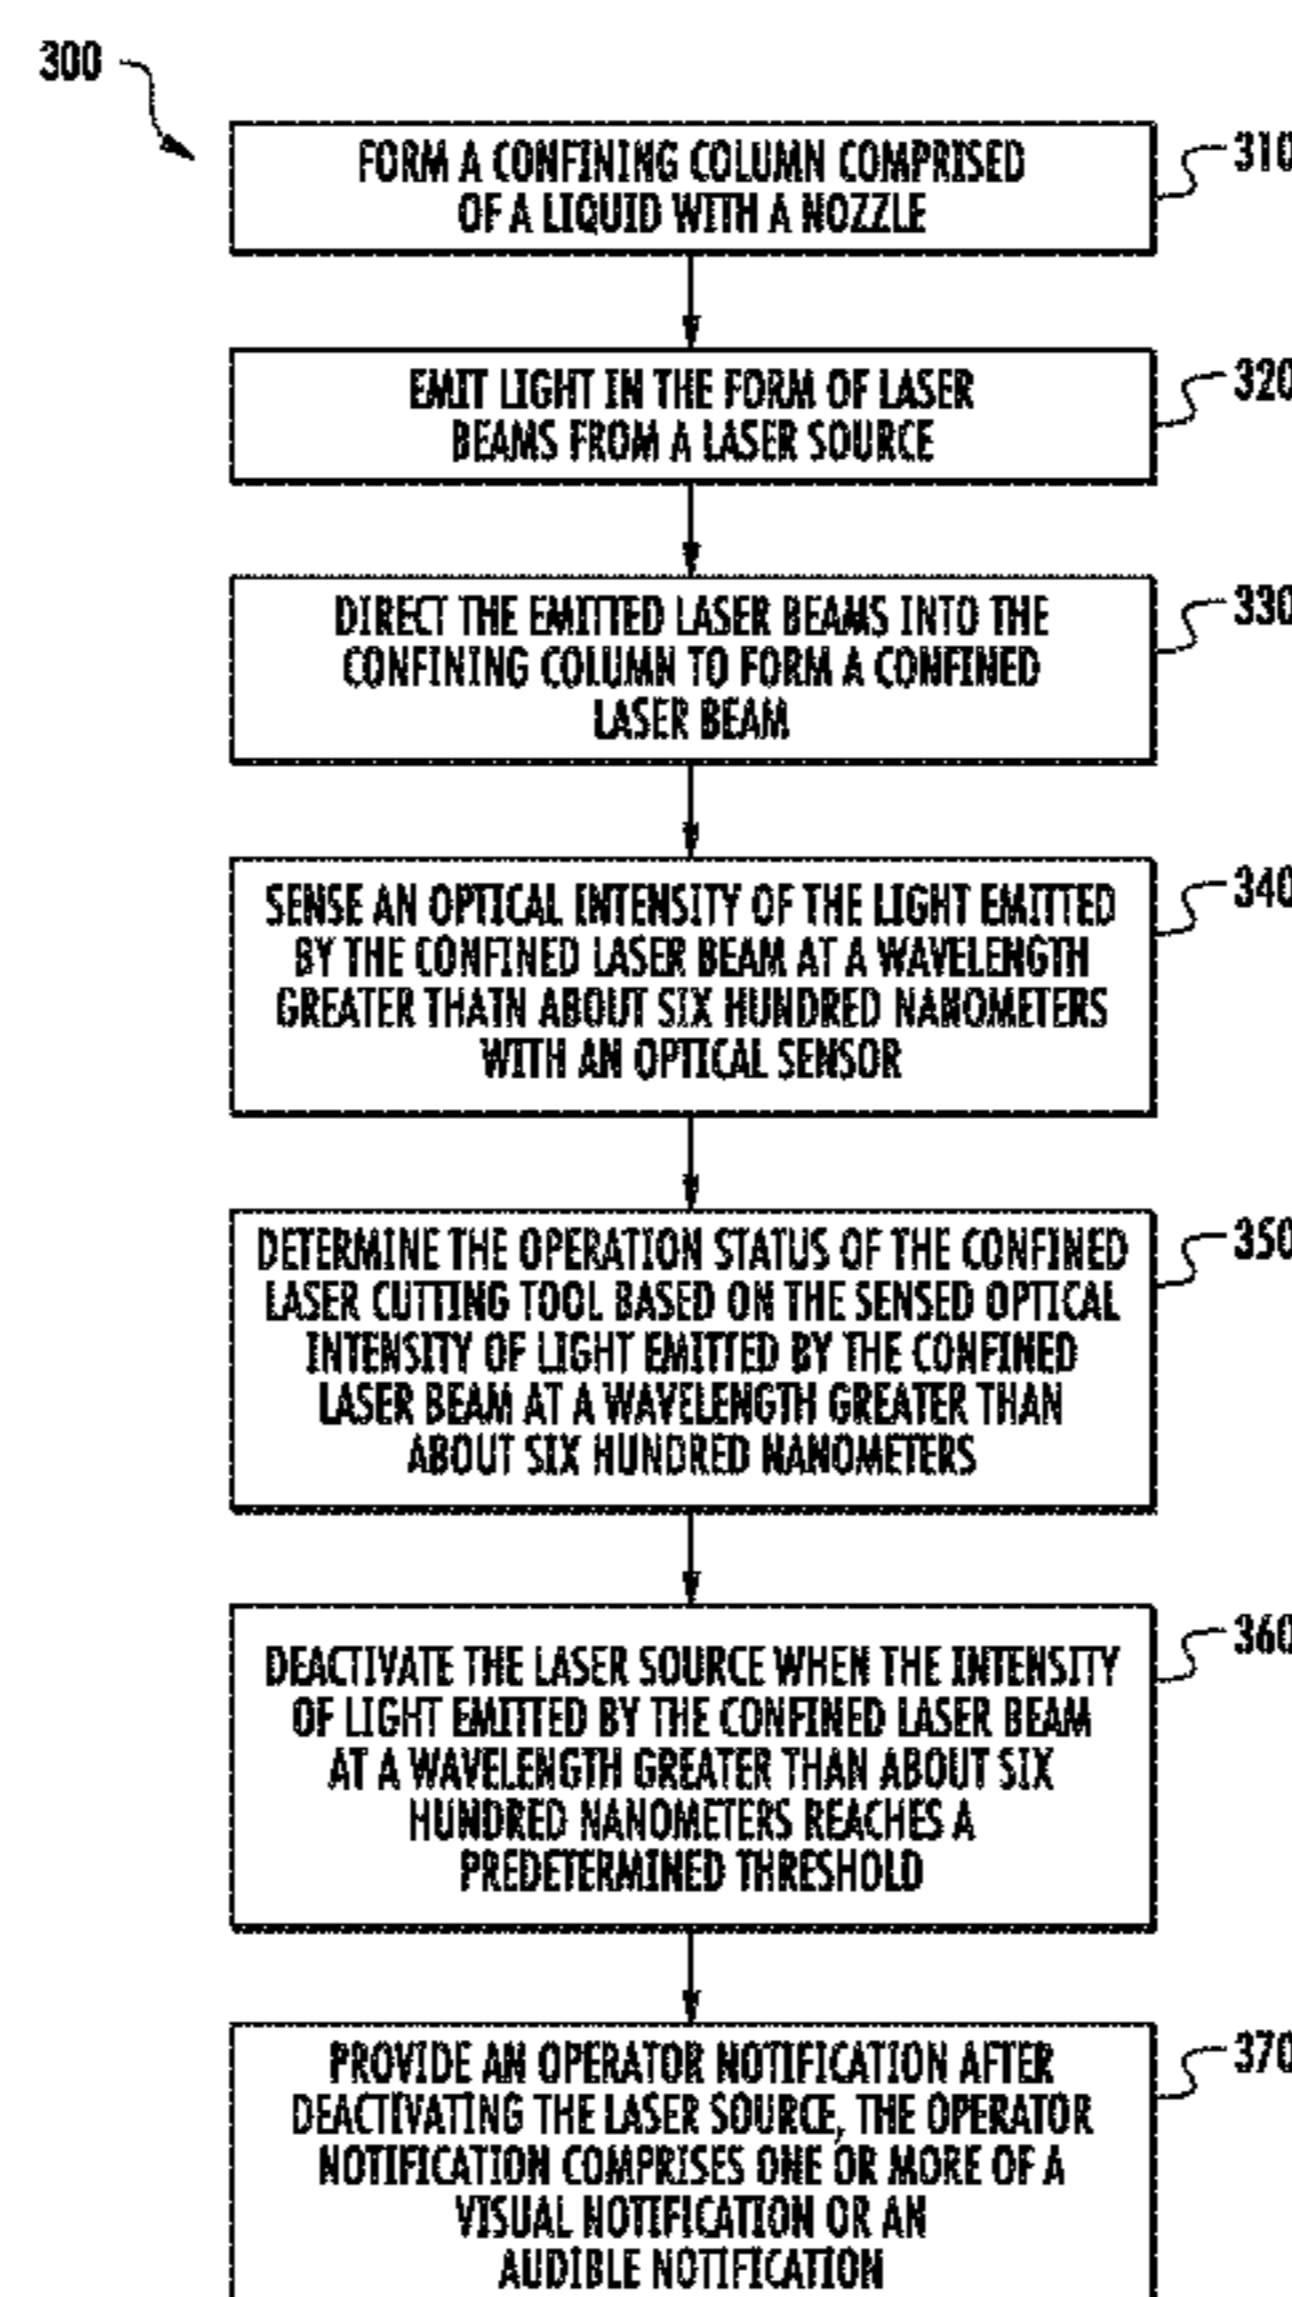 300
FORM A CONFINING COLUMN COMPRISED
OF A LIQUID WITH A NOZZLE
310
EMIT LIGHT IN THE FORM OF LASER
BEAMS FROM A LASER SOURCE
320
DIRECT THE EMITTED LASER BEAMS INTO THE
CONFINING COLUMN TO FORM A CONFINED
LASER BEAM
330
SENSE AN OPTICAL INTENSITY OF THE LIGHT EMITTED
BY THE CONFINED LASER BEAM AT A WAVELENGTH
GREATER THATN ABOUT SIX HUNDRED NANOMETERS
WITH AN OPTICAL SENSOR
340
DETERMINE THE OPERATION STATUS OF THE CONFINED
LASER CUTTING TOOL BASED ON THE SENSED OPTICAL
INTENSITY OF LIGHT EMITTED BY THE CONFINED
LASER BEAM AT A WAVELENGTH GREATER THAN
ABOUT SIX HUNDRED NANOMETERS
350
DEACTIVATE THE LASER SOURCE WHEN THE INTENSITY
OF LIGHT EMITTED BY THE CONFINED LASER BEAM
AT A WAVELENGTH GREATER THAN ABOUT SIX
HUNDRED NANOMETERS REACHES A
PREDETERMINED THRESHOLD
360
PROVIDE AN OPERATOR NOTIFICATION AFTER
DEACTIVATING THE LASER SOURCE, THE OPERATOR
NOTIFICATION COMPRISES ONE OR MORE OF A
VISUAL NOTIFICATION OR AN
AUDIBLE NOTIFICATION
370